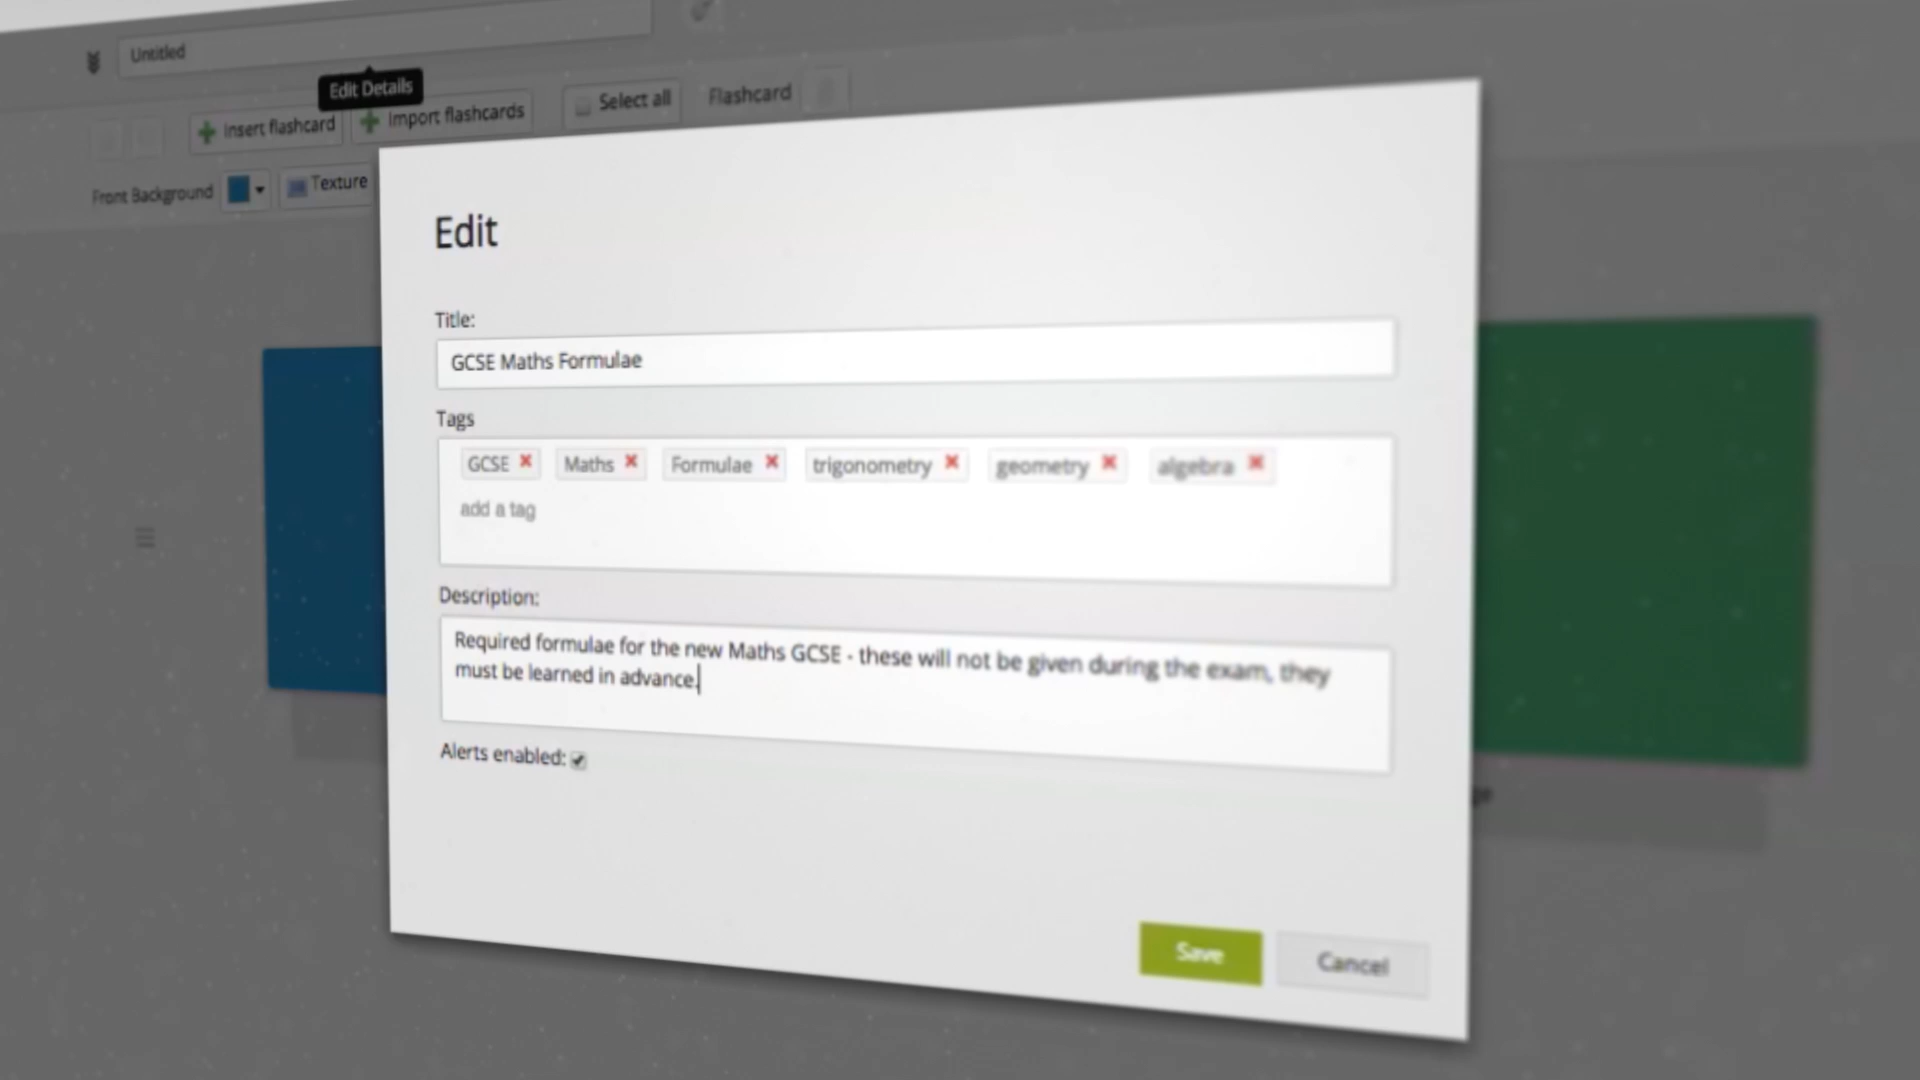 Untitled
Edit Details
Insert flashcard
Import flashcards
Select all
Flashcard
Front Background
Texture
Edit
Title:
GCSE Maths Formulae
Tags
GCSE Maths Formulae trigonometry geometry algebra
add a tag
Description:
Required formulae for the new Maths GCSE - these will not be given during the exam, they
must be learned in advance.
Alerts enabled:
Save
Cancel